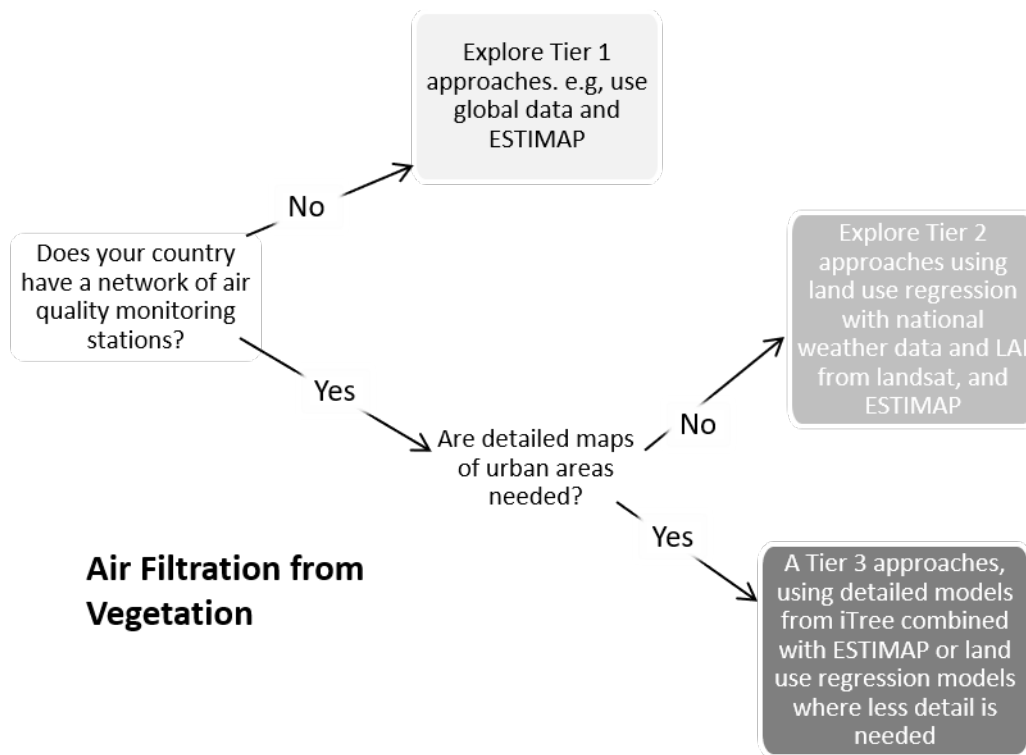 Explore Tier 1
approaches. e.g, use
global data and
ESTIMAP
No
Does your country
have a network of air
quality monitoring
stations?
Yes
Explore Tier 2
approaches using
land use regression
with national
weather data and LAI
from landsat, and
ESTIMAP
No
Are detailed maps
of urban areas
needed?
Yes
A Tier 3 approaches,
using detailed models
from iTree combined
with ESTIMAP or land
use regression models
where less detail is
needed
Air Filtration from
Vegetation